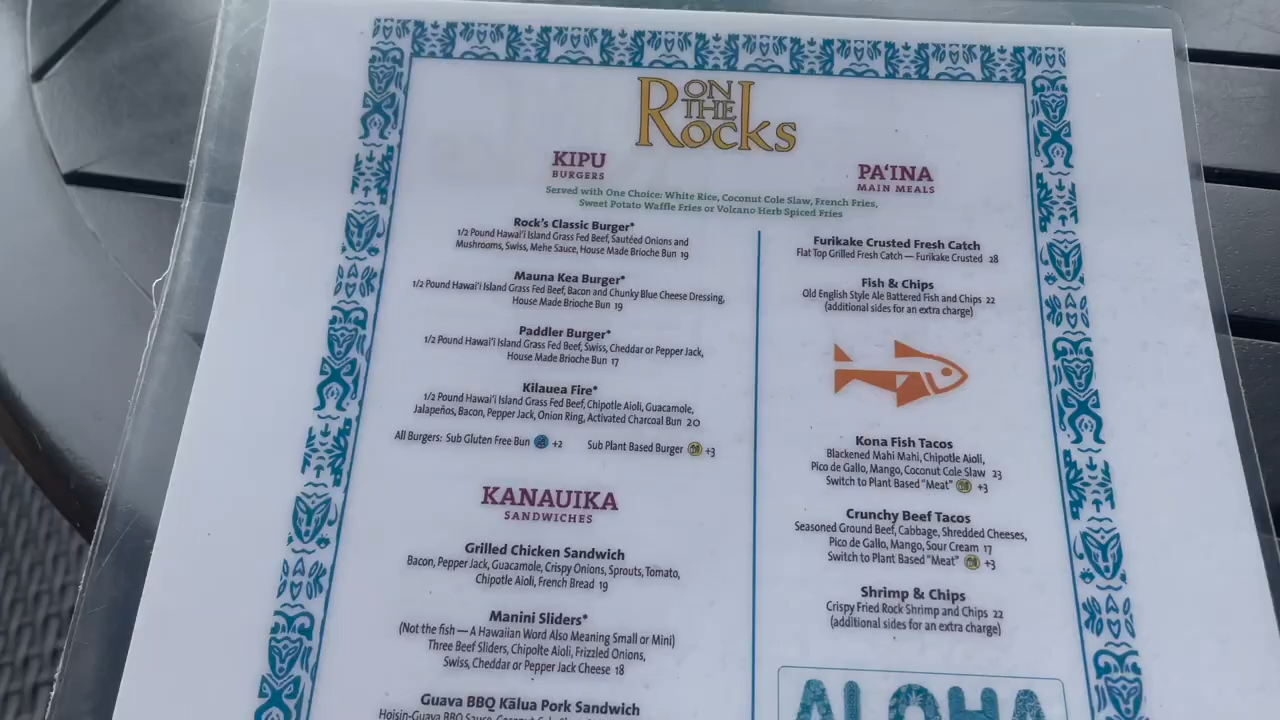 ON
THE
Rocks
KIPU
BURGERS
PA‘INA
MAIN MEALS
Served with One Choice: White Rice, Coconut Cole Slaw, French Fries,
Sweet Potato Waffle Fries or Volcano Herb Spiced Fries
Rock's Classic Burger*
1/2 Pound Hawai'i Island Grass Fed Beef, Sautéed Onions and
Mushrooms, Swiss, Mehe Sauce, House Made Brioche Bun 19
Mauna Kea Burger*
1/2 Pound Hawai'i Island Grass Fed Beef, Bacon and Chunky Blue Cheese Dressing,
House Made Brioche Bun 19
Paddler Burger*
1/2 Pound Hawai'i Island Grass Fed Beef, Swiss, Cheddar or Pepper Jack,
House Made Brioche Bun 17
Kilauea Fire*
1/2 Pound Hawai'i Island Grass Fed Beef, Chipotle Aioli, Guacamole,
Jalapeños, Bacon, Pepper Jack, Onion Ring, Activated Charcoal Bun 20
All Burgers: Sub Gluten Free Bun +2 Sub Plant Based Burger +3
KANAUIKA
SANDWICHES
Grilled Chicken Sandwich
Bacon, Pepper Jack, Guacamole, Crispy Onions, Sprouts, Tomato,
Chipotle Aioli, French Bread 19
Manini Sliders*
(Not the fish — A Hawaiian Word Also Meaning Small or Mini)
Three Beef Sliders, Chipolte Aioli, Frizzled Onions,
Swiss, Cheddar or Pepper Jack Cheese 18
Guava BBQ Kālua Pork Sandwich
Hoisin-Guava BBQ Sauce, Coconut
Furikake Crusted Fresh Catch
Flat Top Grilled Fresh Catch — Furikake Crusted 28
Fish & Chips
Old English Style Ale Battered Fish and Chips 22
(additional sides for an extra charge)
Kona Fish Tacos
Blackened Mahi Mahi, Chipotle Aioli,
Pico de Gallo, Mango, Coconut Cole Slaw 23
Switch to Plant Based "Meat" +3
Crunchy Beef Tacos
Seasoned Ground Beef, Cabbage, Shredded Cheeses,
Pico de Gallo, Mango, Sour Cream 17
Switch to Plant Based "Meat" +3
Shrimp & Chips
Crispy Fried Rock Shrimp and Chips 22
(additional sides for an extra charge)
ALOHA